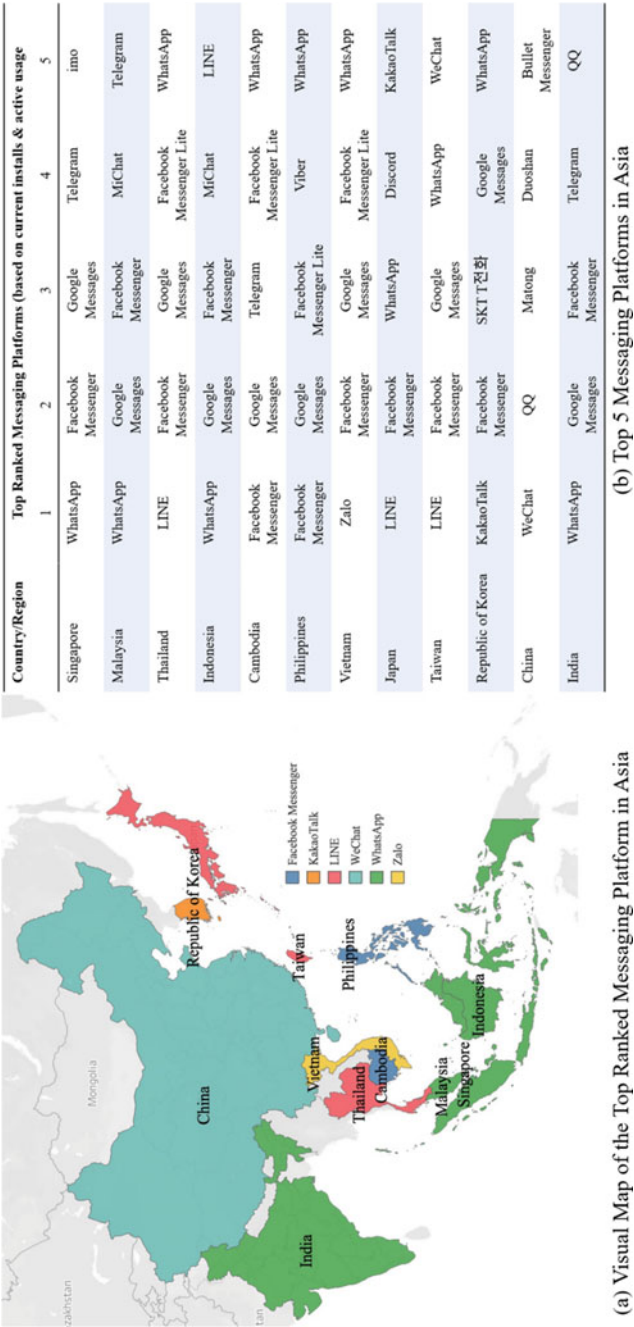 Mongolia
zakhstan
tan
China
India
Republic of Korea
Taiwan
Vietnam
Thailand
Cambodia
Philippines
Malaysia
Singapore
Indonesia
Facebook Messenger
KakaoTalk
LINE
WeChat
WhatsApp
Zalo
(a) Visual Map of the Top Ranked Messaging Platform in Asia
Country/Region Top Ranked Messaging Platforms (based on current installs & active usage
1 2 3 4 5
Singapore WhatsApp Facebook Messenger Google Messages Telegram imo
Malaysia WhatsApp Google Messages Facebook Messenger MiChat Telegram
Thailand LINE Facebook Messenger Google Messages Facebook Messenger Lite WhatsApp
Indonesia WhatsApp Google Messages Facebook Messenger MiChat LINE
Cambodia Facebook Messenger Google Messages Telegram Facebook Messenger Lite WhatsApp
Philippines Facebook Messenger Google Messages Facebook Messenger Lite Viber WhatsApp
Vietnam Zalo Facebook Messenger Google Messages Facebook Messenger Lite WhatsApp
Japan LINE Facebook Messenger WhatsApp Discord KakaoTalk
Taiwan LINE Facebook Messenger Google Messages WhatsApp WeChat
Republic of Korea KakaoTalk Facebook Messenger SKT T전화 Google Messages WhatsApp
China WeChat QQ Matong Duoshan Bullet Messenger
India WhatsApp Google Messages Facebook Messenger Telegram QQ
(b) Top 5 Messaging Platforms in Asia